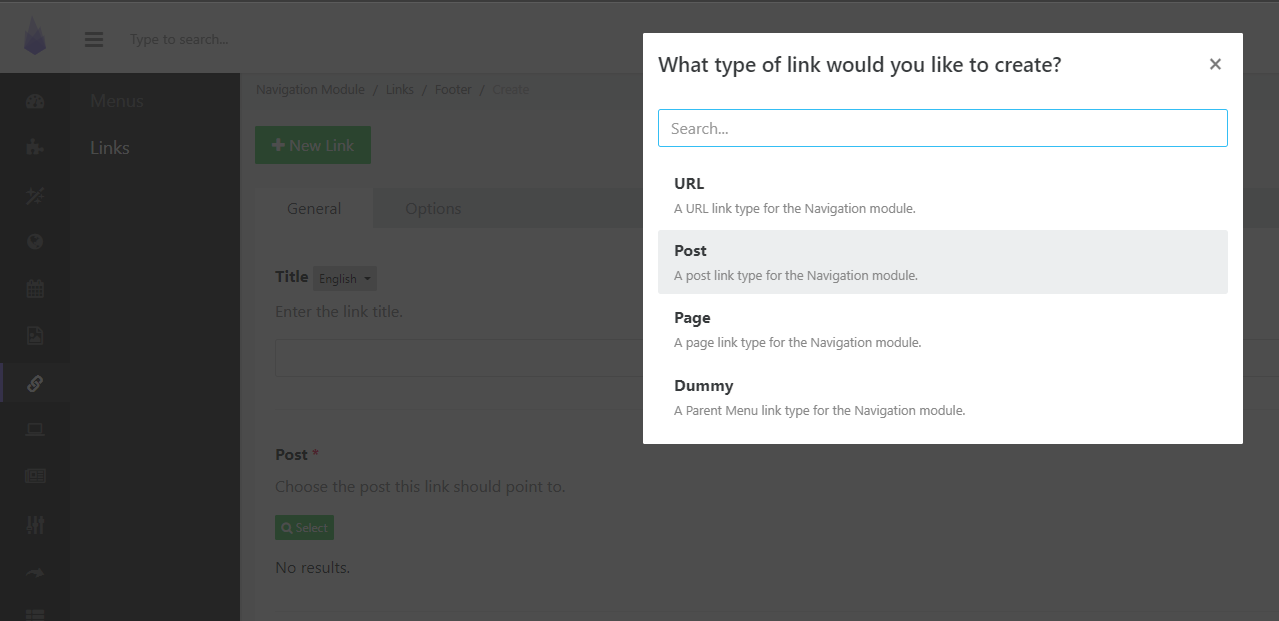 Type to search...
Menus
Links
Navigation Module / Links / Footer / Create
New Link
General
Options
Title English
Enter the link title.
Post *
Choose the post this link should point to.
Select
No results.
What type of link would you like to create?
×
Search...
URL
A URL link type for the Navigation module.
Post
A post link type for the Navigation module.
Page
A page link type for the Navigation module.
Dummy
A Parent Menu link type for the Navigation module.